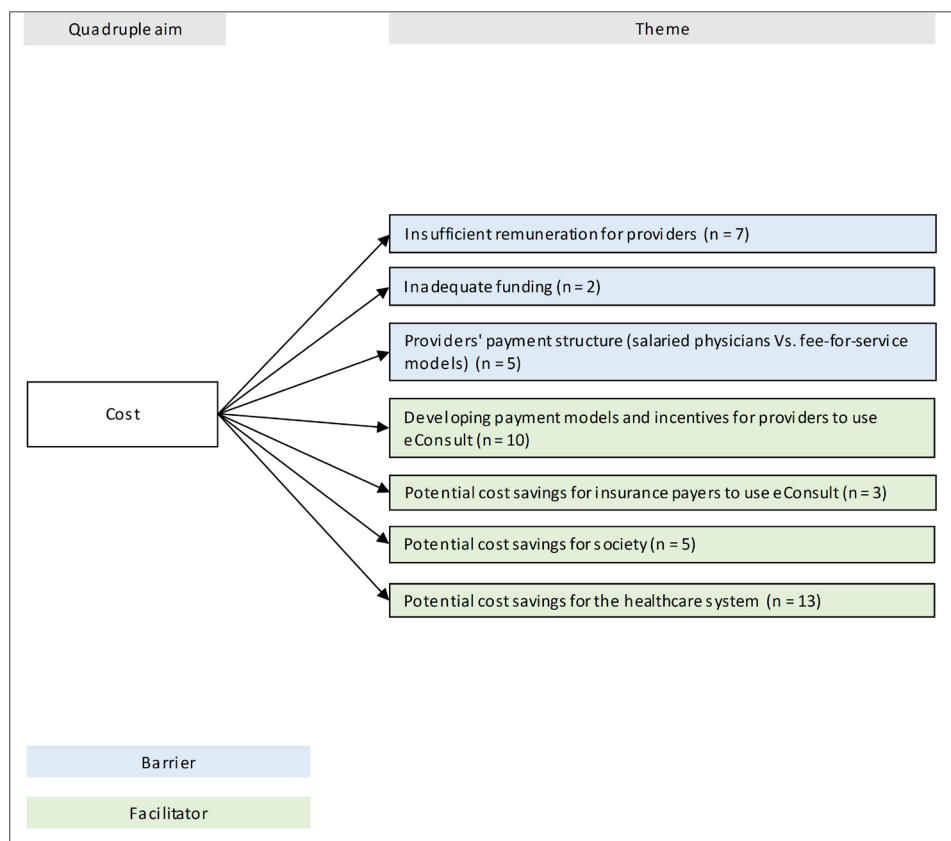 Quadruple aim
Theme
Insufficient remuneration for providers (n = 7)
Inadequate funding (n = 2)
Providers' payment structure (salaried physicians Vs. fee-for-service
models) (n = 5)
Cost
Developing payment models and incentives for providers to use
eConsult (n = 10)
Potential cost savings for insurance payers to use eConsult (n = 3)
Potential cost savings for society (n = 5)
Potential cost savings for the healthcare system (n = 13)
Barrier
Facilitator